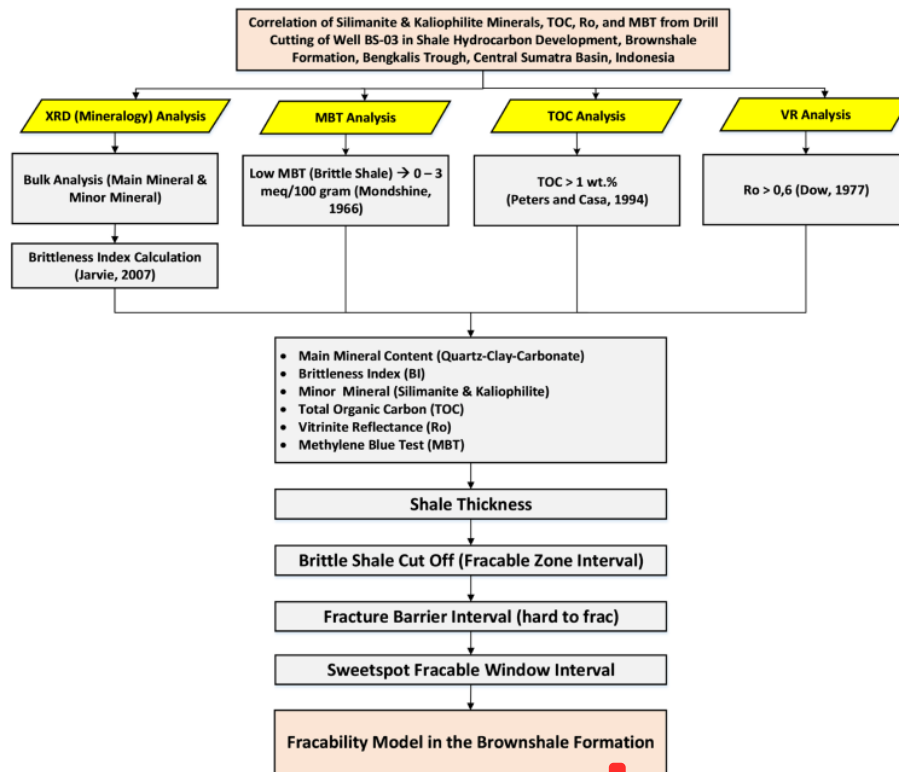 Correlation of Silimanite & Kaliophilite Minerals, TOC, Ro, and MBT from Drill
Cutting of Well BS-03 in Shale Hydrocarbon Development, Brownshale
Formation, Bengkalis Trough, Central Sumatra Basin, Indonesia
XRD (Mineralogy) Analysis
MBT Analysis
TOC Analysis
VR Analysis
Bulk Analysis (Main Mineral &
Minor Mineral)
Low MBT (Brittle Shale) → 0 – 3
meq/100 gram (Mondshine,
1966)
TOC > 1 wt.%
(Peters and Casa, 1994)
Ro > 0,6 (Dow, 1977)
Brittleness Index Calculation
(Jarvie, 2007)
• Main Mineral Content (Quartz-Clay-Carbonate)
• Brittleness Index (BI)
• Minor Mineral (Silimanite & Kaliophilite)
• Total Organic Carbon (TOC)
• Vitrinite Reflectance (Ro)
• Methylene Blue Test (MBT)
Shale Thickness
Brittle Shale Cut Off (Fracable Zone Interval)
Fracture Barrier Interval (hard to frac)
Sweetspot Fracable Window Interval
Fracability Model in the Brownshale Formation